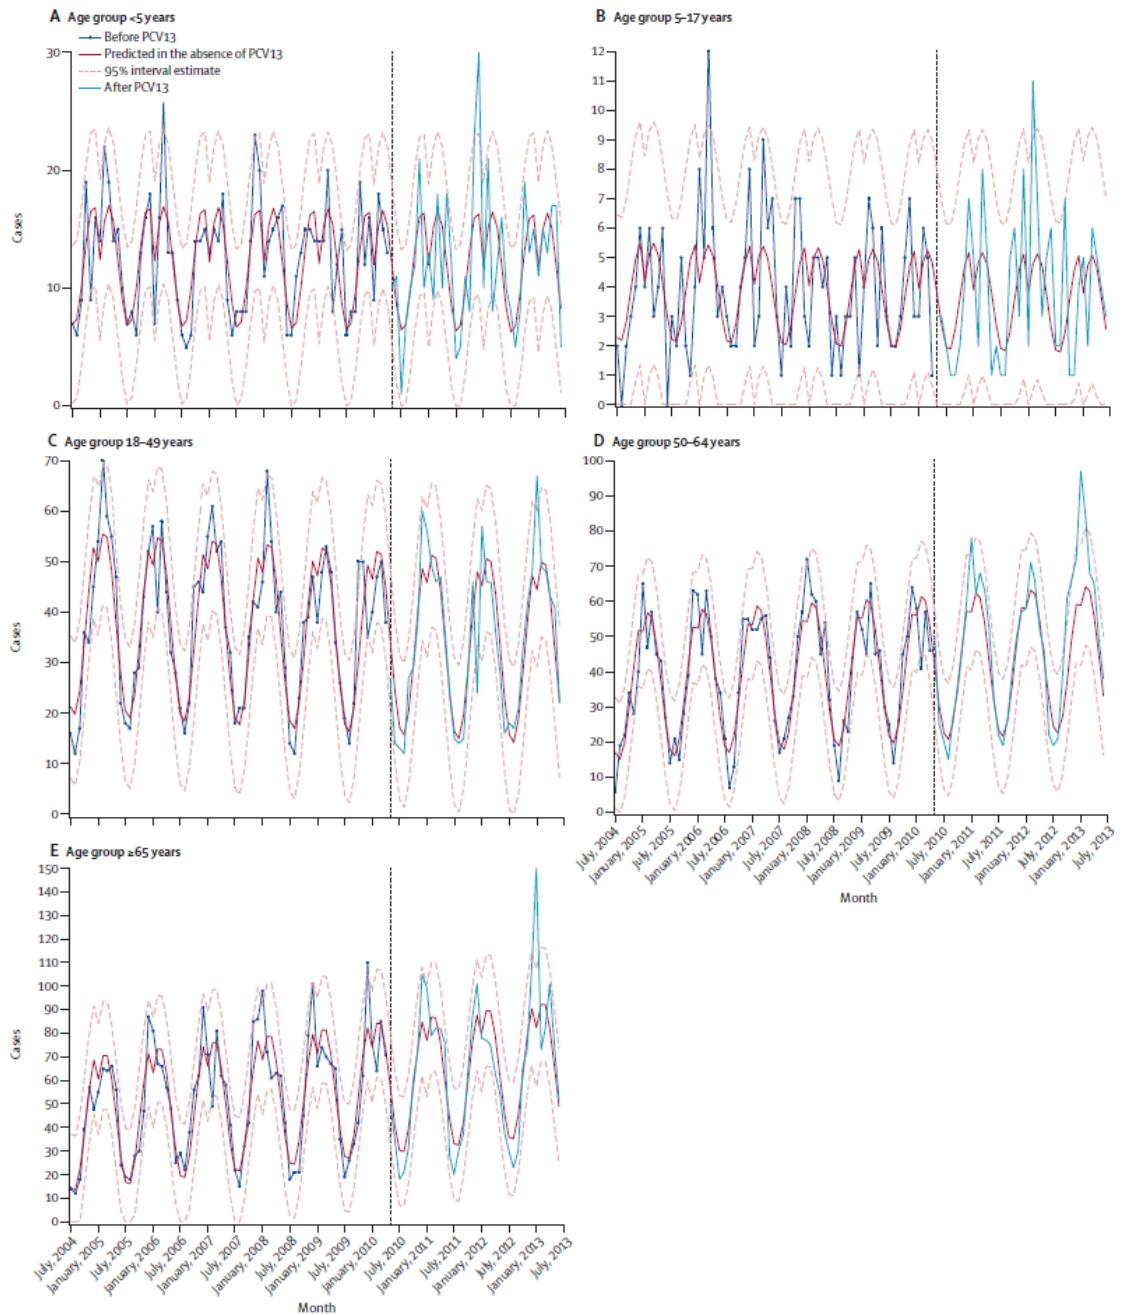 A Age group <5 years
Before PCV13
Predicted in the absence of PCV13
95% interval estimate
After PCV13
30
20
10
0
Cases
B Age group 5–17 years
12
11
10
9
8
7
6
5
4
3
2
1
0
C Age group 18–49 years
70
60
50
40
30
20
10
0
Cases
D Age group 50–64 years
100
90
80
70
60
50
40
30
20
10
0
July, 2004
January, 2005
July, 2005
January, 2006
July, 2006
January, 2007
July, 2007
January, 2008
July, 2008
January, 2009
July, 2009
January, 2010
July, 2010
January, 2011
July, 2011
January, 2012
July, 2012
January, 2013
July, 2013
Month
E Age group ≥65 years
150
140
130
120
110
100
90
80
70
60
50
40
30
20
10
0
Cases
July, 2004
January, 2005
July, 2005
January, 2006
July, 2006
January, 2007
July, 2007
January, 2008
July, 2008
January, 2009
July, 2009
January, 2010
July, 2010
January, 2011
July, 2011
January, 2012
July, 2012
January, 2013
July, 2013
Month